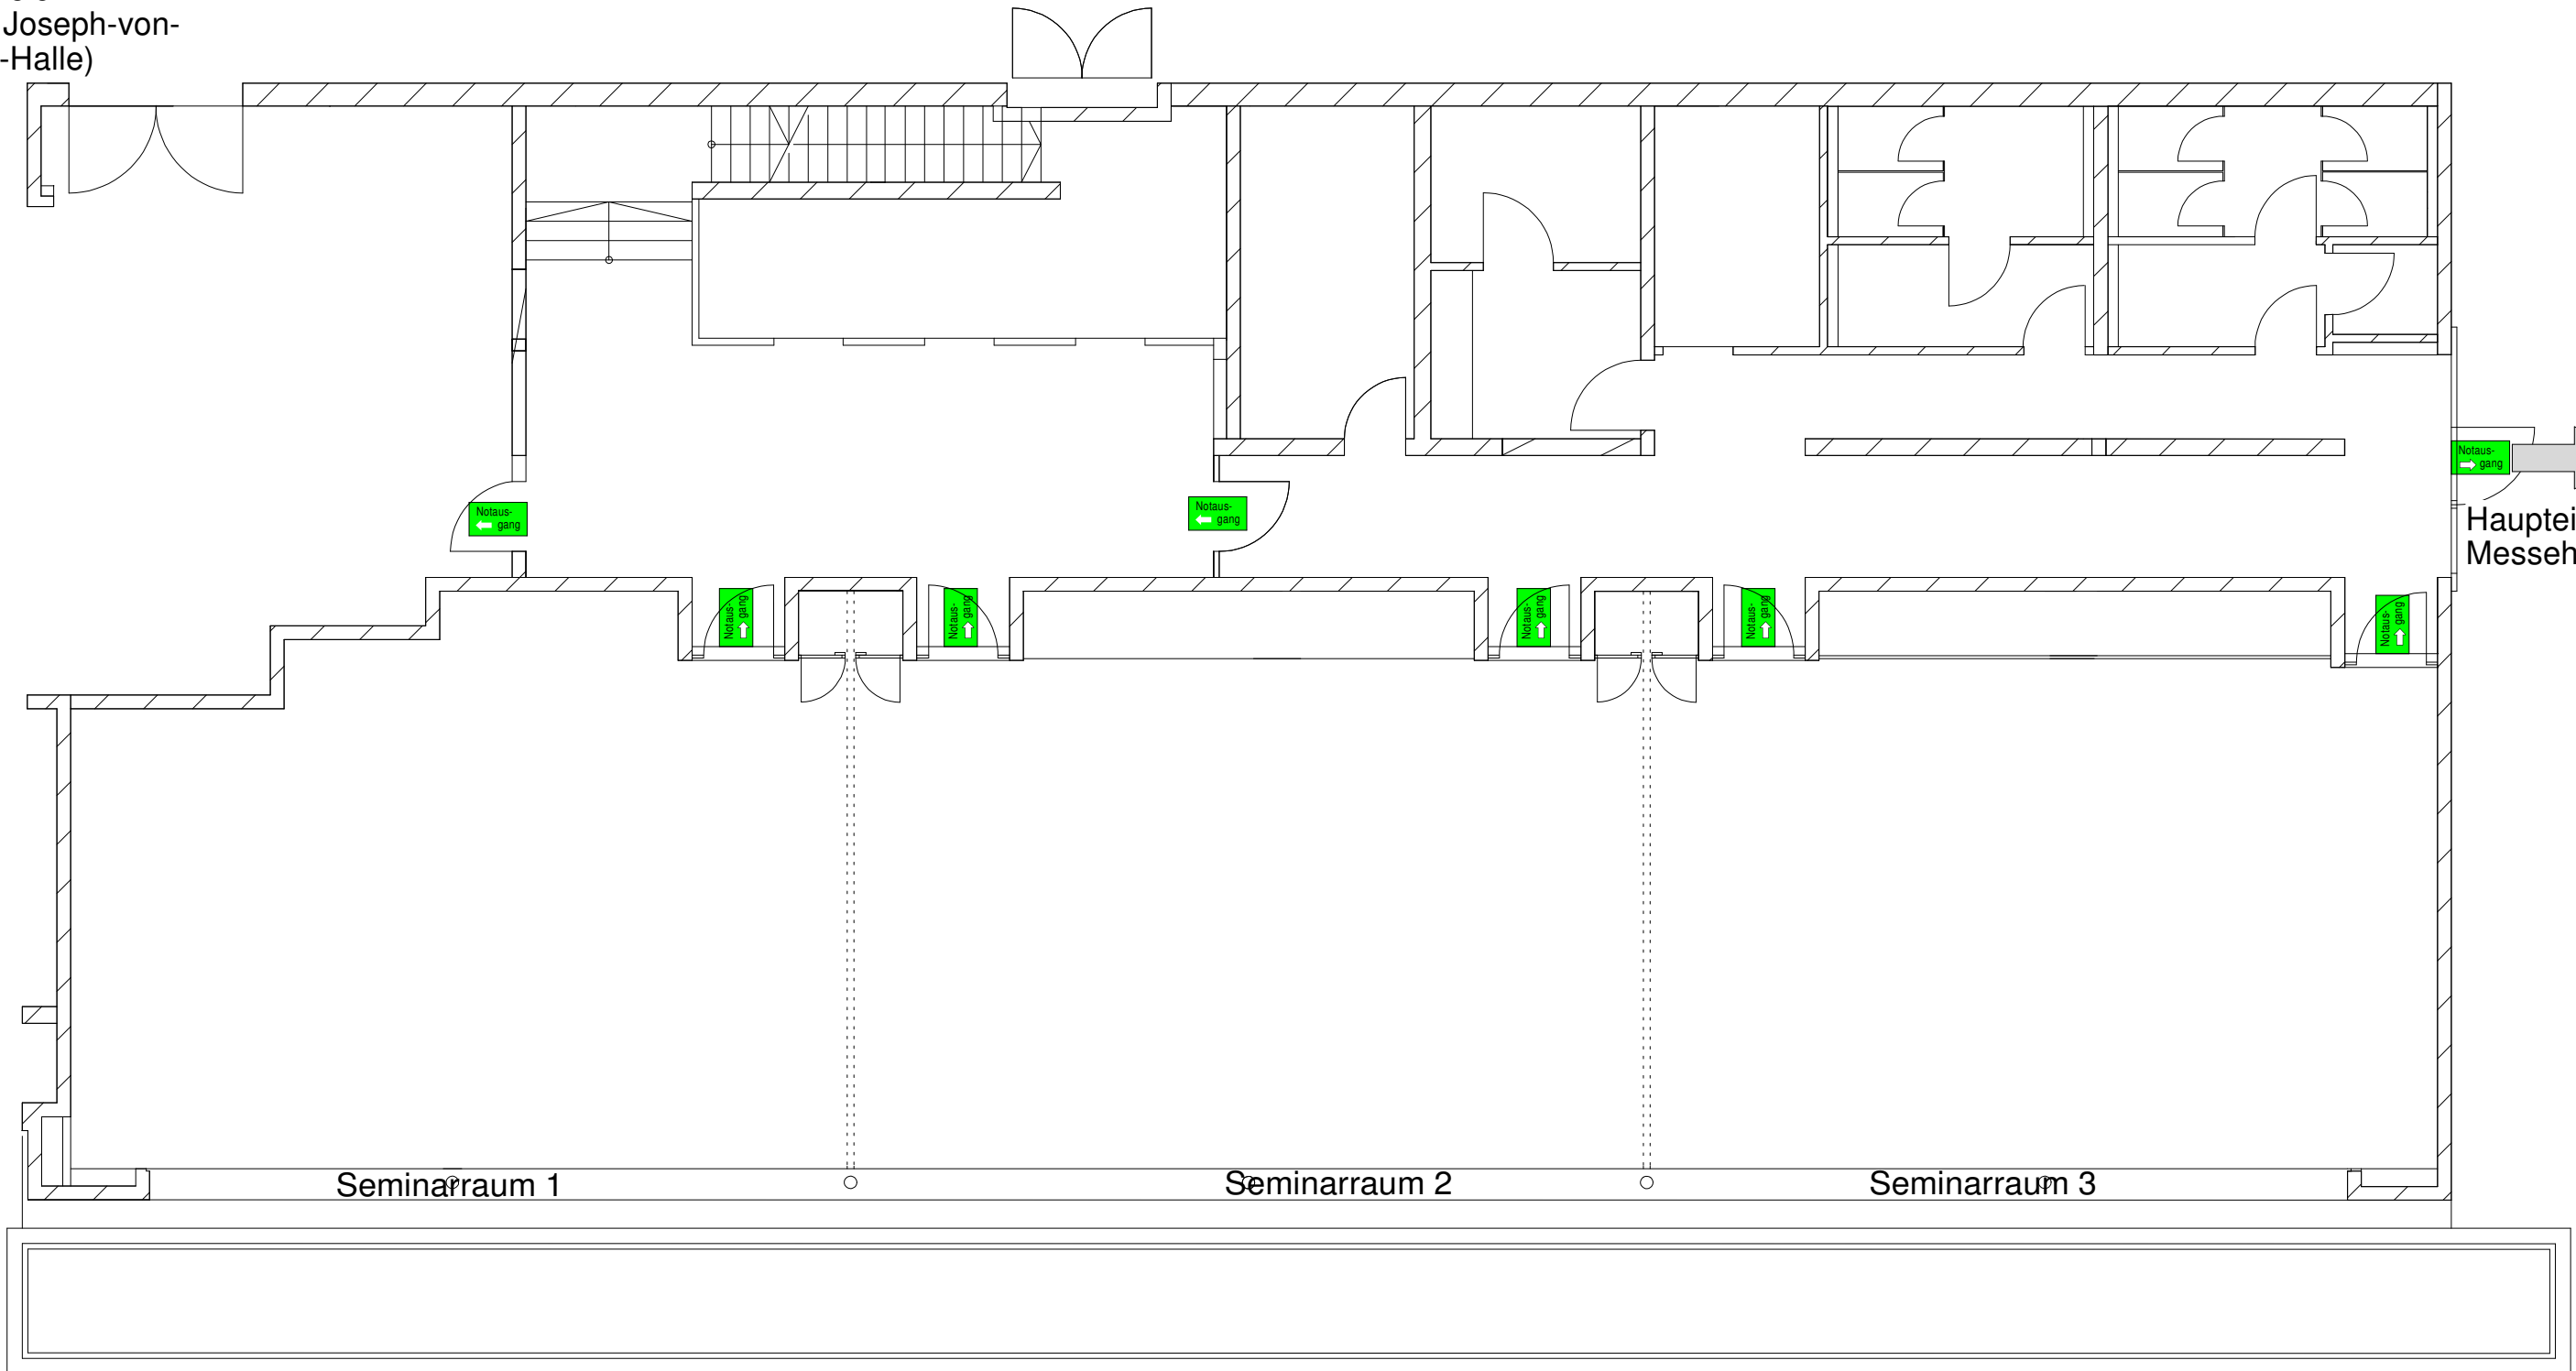 Joseph-von-
-Halle)
Notaus-
gang
Notaus-
gang
Notaus-
gang
Hauptei
Messeh
Notaus-
gang
Notaus-
gang
Notaus-
gang
Notaus-
gang
Notaus-
gang
Seminarraum 1
Seminarraum 2
Seminarraum 3